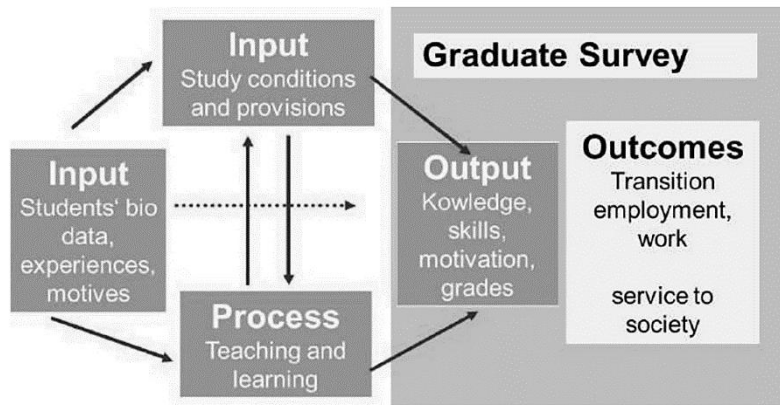 Input
Study conditions
and provisions
Graduate Survey
Input
Students‘ bio
data,
experiences,
motives
Process
Teaching and
learning
Output
Kowledge,
skills,
motivation,
grades
Outcomes
Transition
employment,
work
service to
society